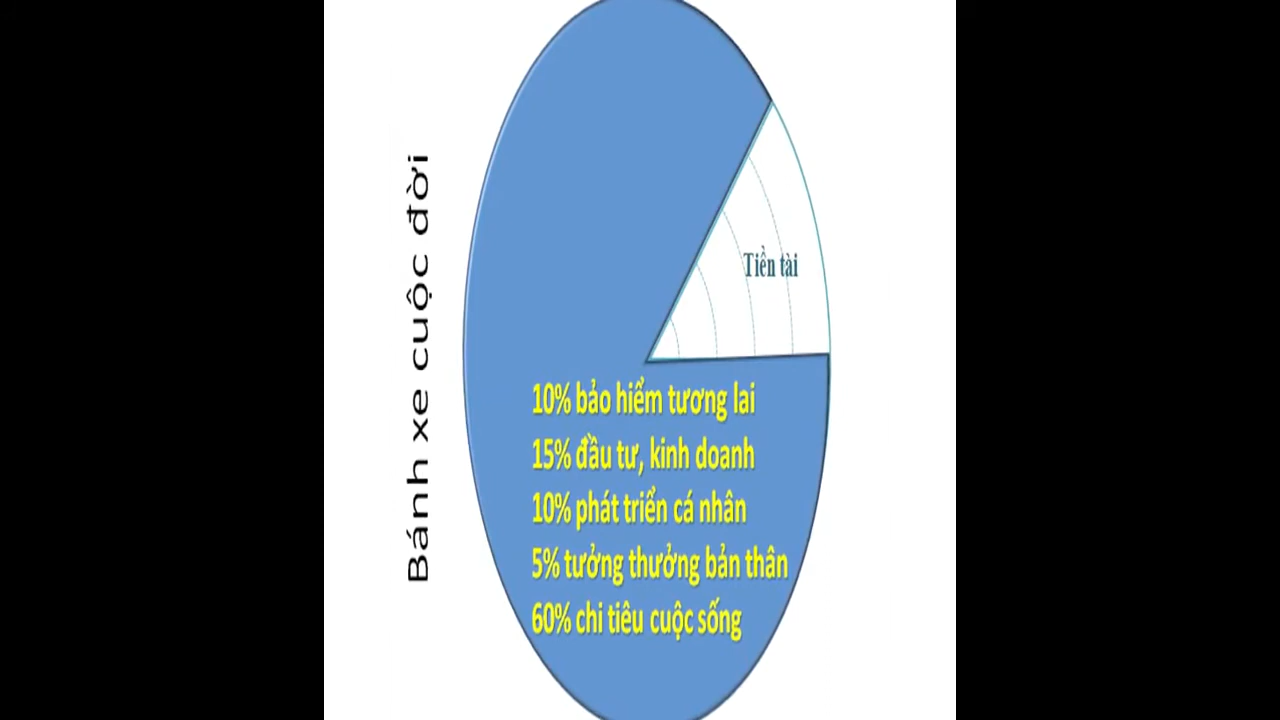 Bánh xe cuộc đời
Tiền tài
10% bảo hiểm tương lai
15% đầu tư, kinh doanh
10% phát triển cá nhân
5% tưởng thưởng bản thân
60% chi tiêu cuộc sống